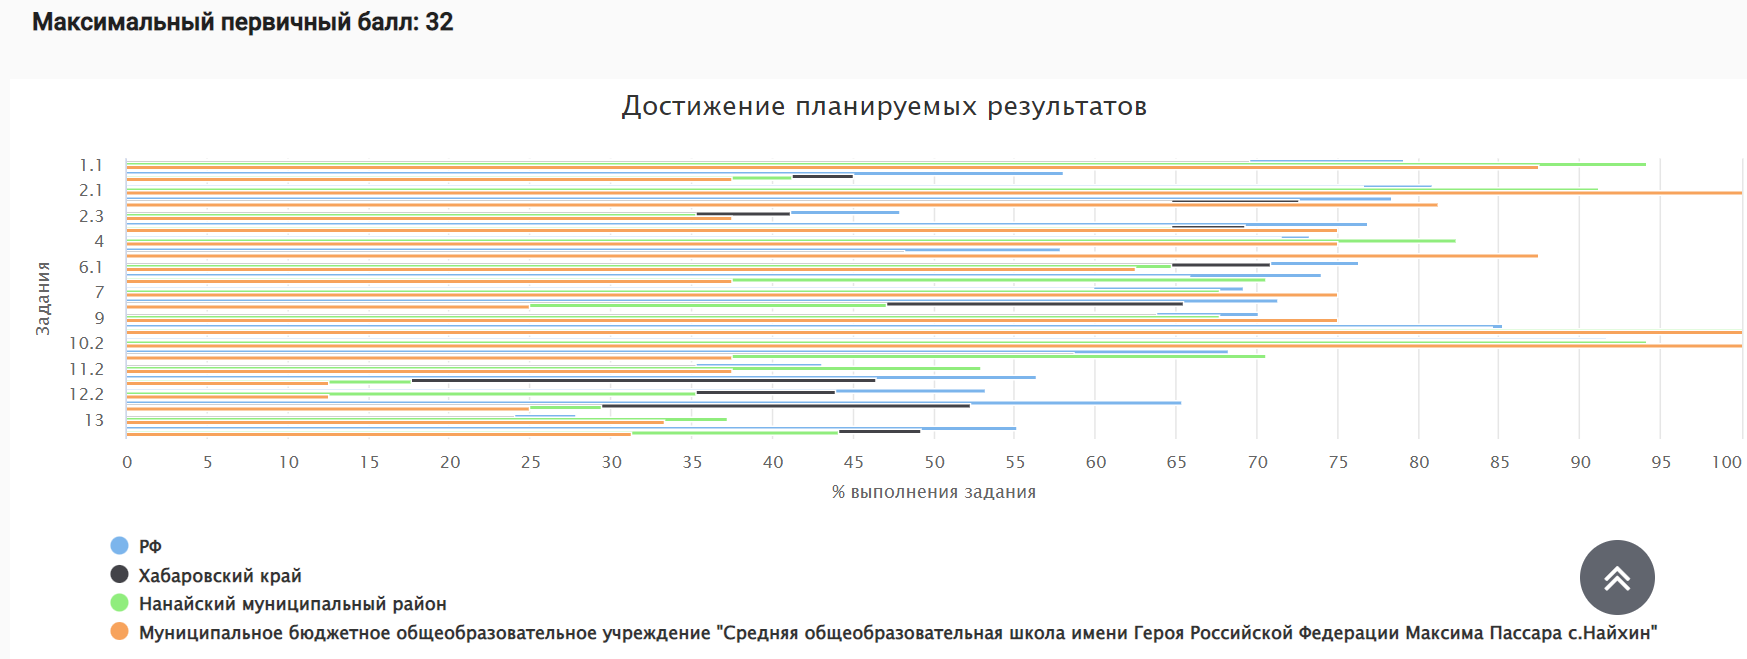 Максимальный первичный балл: 32
Достижение планируемых результатов
Задания
1.1
2.1
2.3
4
6.1
7
9
10.2
11.2
12.2
13
0 5 10 15 20 25 30 35 40 45 50 55 60 65 70 75 80 85 90 95 100
% выполнения задания
РФ
Хабаровский край
Нанайский муниципальный район
Муниципальное бюджетное общеобразовательное учреждение "Средняя общеобразовательная школа имени Героя Российской Федерации Максима Пассара с.Найхин"